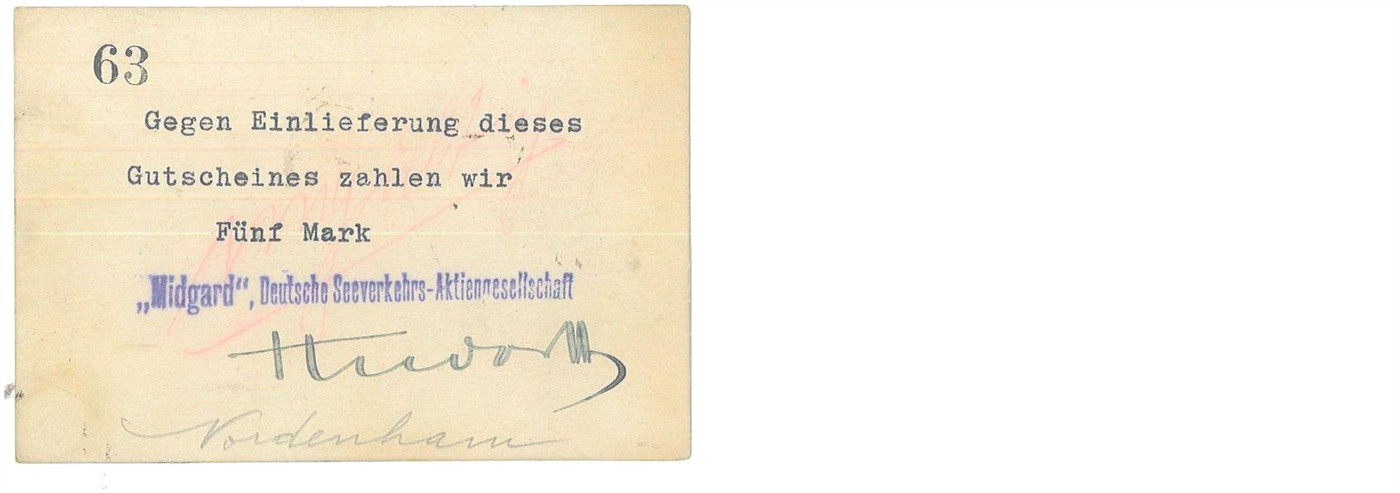 63
Gegen Einlieferung dieses
Gutscheines zahlen wir
Fünf Mark
„Midgard“, Deutsche Seeverkehrs-Aktiengesellschaft
Nordenham